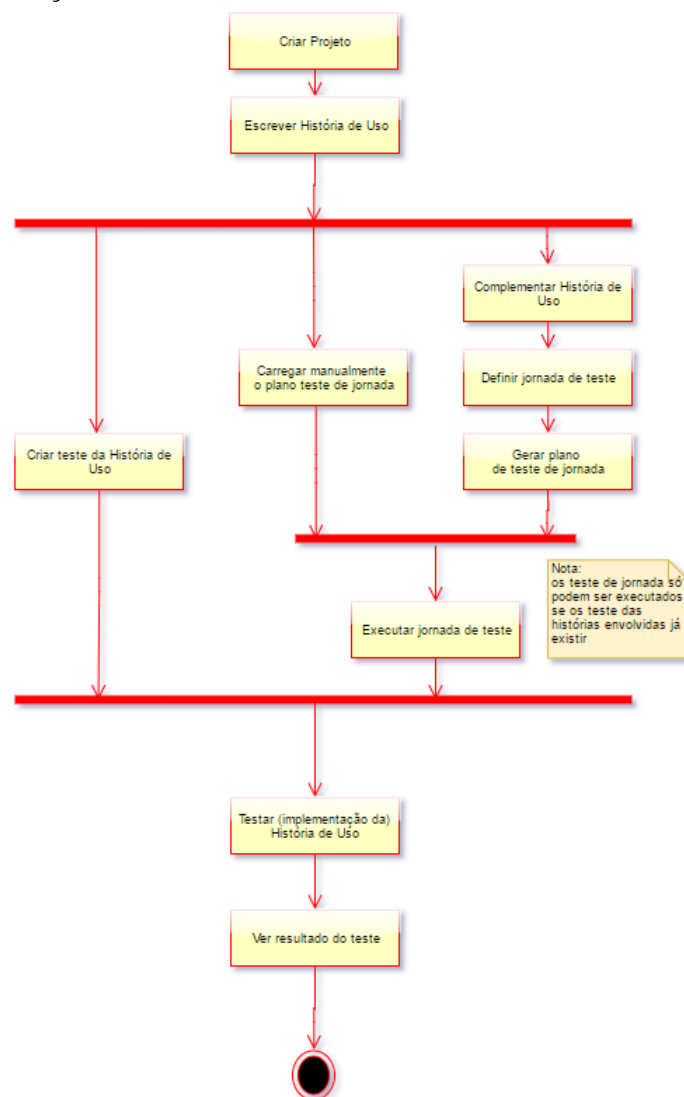 Criar Projeto
Escrever História de Uso
Complementar História de
Uso
Carregar manualmente
o plano teste de jornada
Definir jornada de teste
Criar teste da História de
Uso
Gerar plano
de teste de jornada
Nota:
os teste de jornada só
podem ser executados
se os teste das
histórias envolvidas já
existir
Executar jornada de teste
Testar (implementação da)
História de Uso
Ver resultado do teste